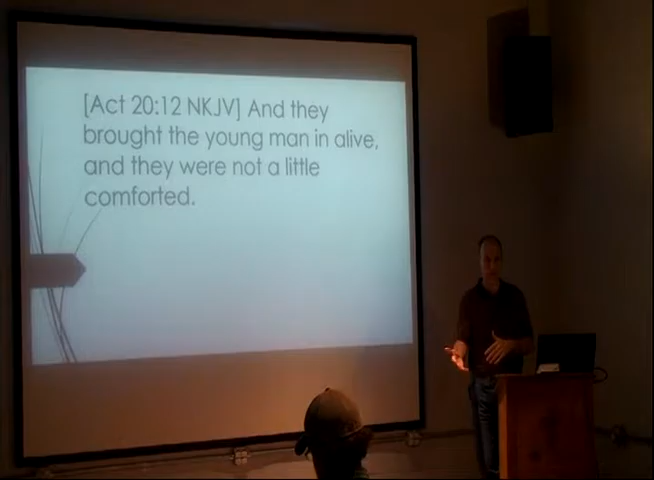 [Act 20:12 NKJV] And they
brought the young man in alive,
and they were not a little
comforted.